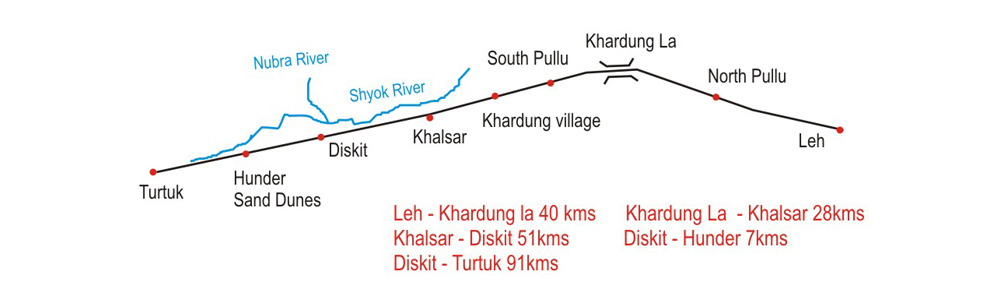 Khardung La
South Pullu
Nubra River
North Pullu
Shyok River
Khardung village
Khalsar
Leh
Diskit
Hunder
Sand Dunes
Turtuk
Leh - Khardung la 40 kms
Khardung La - Khalsar 28kms
Khalsar - Diskit 51kms
Diskit - Hunder 7kms
Diskit - Turtuk 91kms